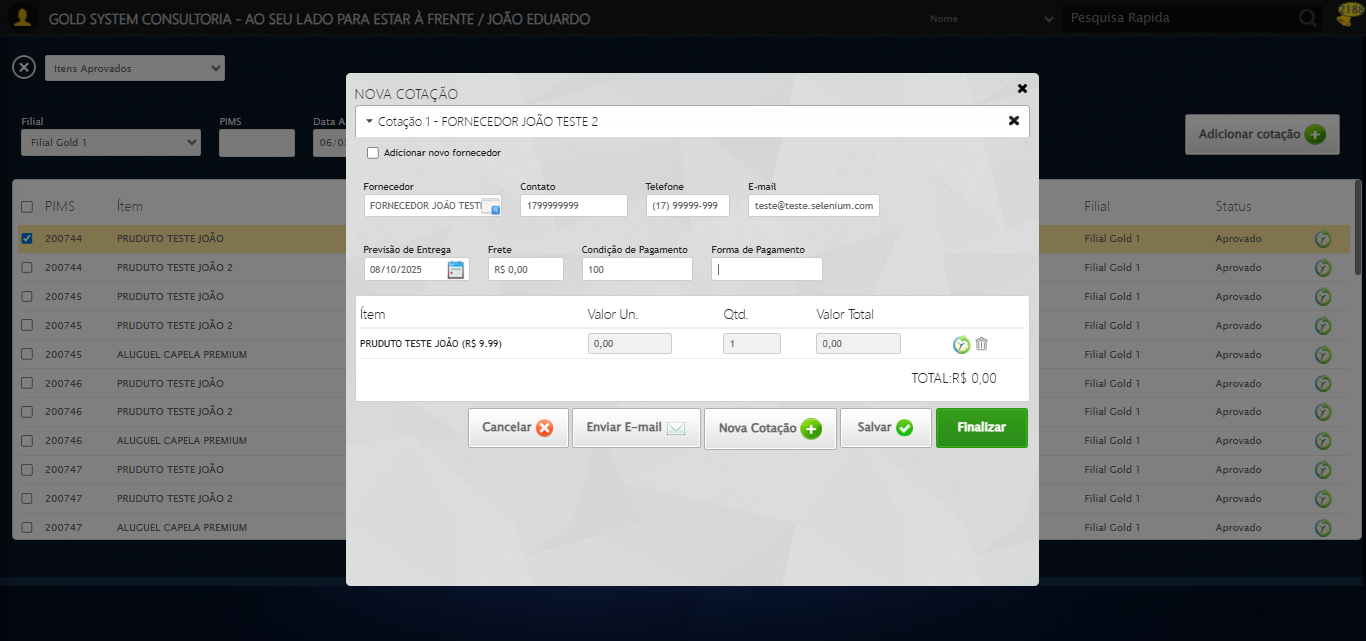 GOLD SYSTEM CONSULTORIA - AO SEU LADO PARA ESTAR À FRENTE / JOÃO EDUARDO
Nome
Pesquisa Rapida
2188
Itens Aprovados
Filial
PIMS
Data A
Filial Gold 1
06/0
Adicionar cotação
PIMS Ítem Filial Status
200744 PRUDUTO TESTE JOÃO Filial Gold 1 Aprovado
200744 PRUDUTO TESTE JOÃO 2 Filial Gold 1 Aprovado
200745 PRUDUTO TESTE JOÃO Filial Gold 1 Aprovado
200745 PRUDUTO TESTE JOÃO 2 Filial Gold 1 Aprovado
200745 ALUGUEL CAPELA PREMIUM Filial Gold 1 Aprovado
200746 PRUDUTO TESTE JOÃO Filial Gold 1 Aprovado
200746 PRUDUTO TESTE JOÃO 2 Filial Gold 1 Aprovado
200746 ALUGUEL CAPELA PREMIUM Filial Gold 1 Aprovado
200747 PRUDUTO TESTE JOÃO Filial Gold 1 Aprovado
200747 PRUDUTO TESTE JOÃO 2 Filial Gold 1 Aprovado
200747 ALUGUEL CAPELA PREMIUM Filial Gold 1 Aprovado
NOVA COTAÇÃO
Cotação 1 - FORNECEDOR JOÃO TESTE 2
Adicionar novo fornecedor
Fornecedor Contato Telefone E-mail
FORNECEDOR JOÃO TEST 1799999999 (17) 99999-999 teste@teste.selenium.com
Previsão de Entrega Frete Condição de Pagamento Forma de Pagamento
08/10/2025 R$ 0,00 100
Ítem Valor Un. Qtd. Valor Total
PRUDUTO TESTE JOÃO (R$ 9.99) 0,00 1 0,00
TOTAL:R$ 0,00
Cancelar Enviar E-mail Nova Cotação Salvar Finalizar